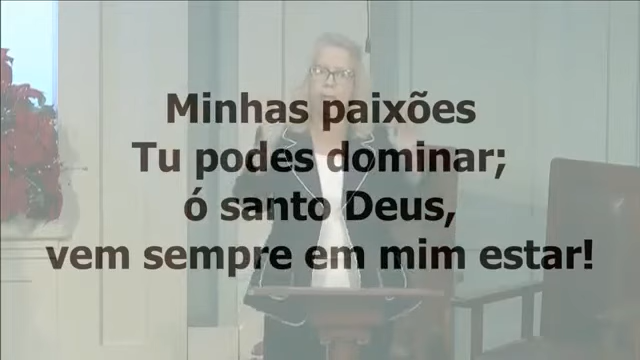 Minhas paixões
Tu podes dominar;
ó santo Deus,
vem sempre em mim estar!